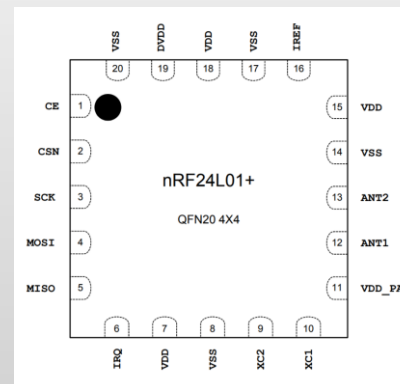 VSS DVDD VDD VSS IREF
20 19 18 17 16
CE 1 15 VDD
CSN 2 14 VSS
nRF24L01+
SCK 3 13 ANT2
QFN20 4X4
MOSI 4 12 ANT1
MISO 5 11 VDD_PA
6 7 8 9 10
IRQ VDD VSS XC2 XC1